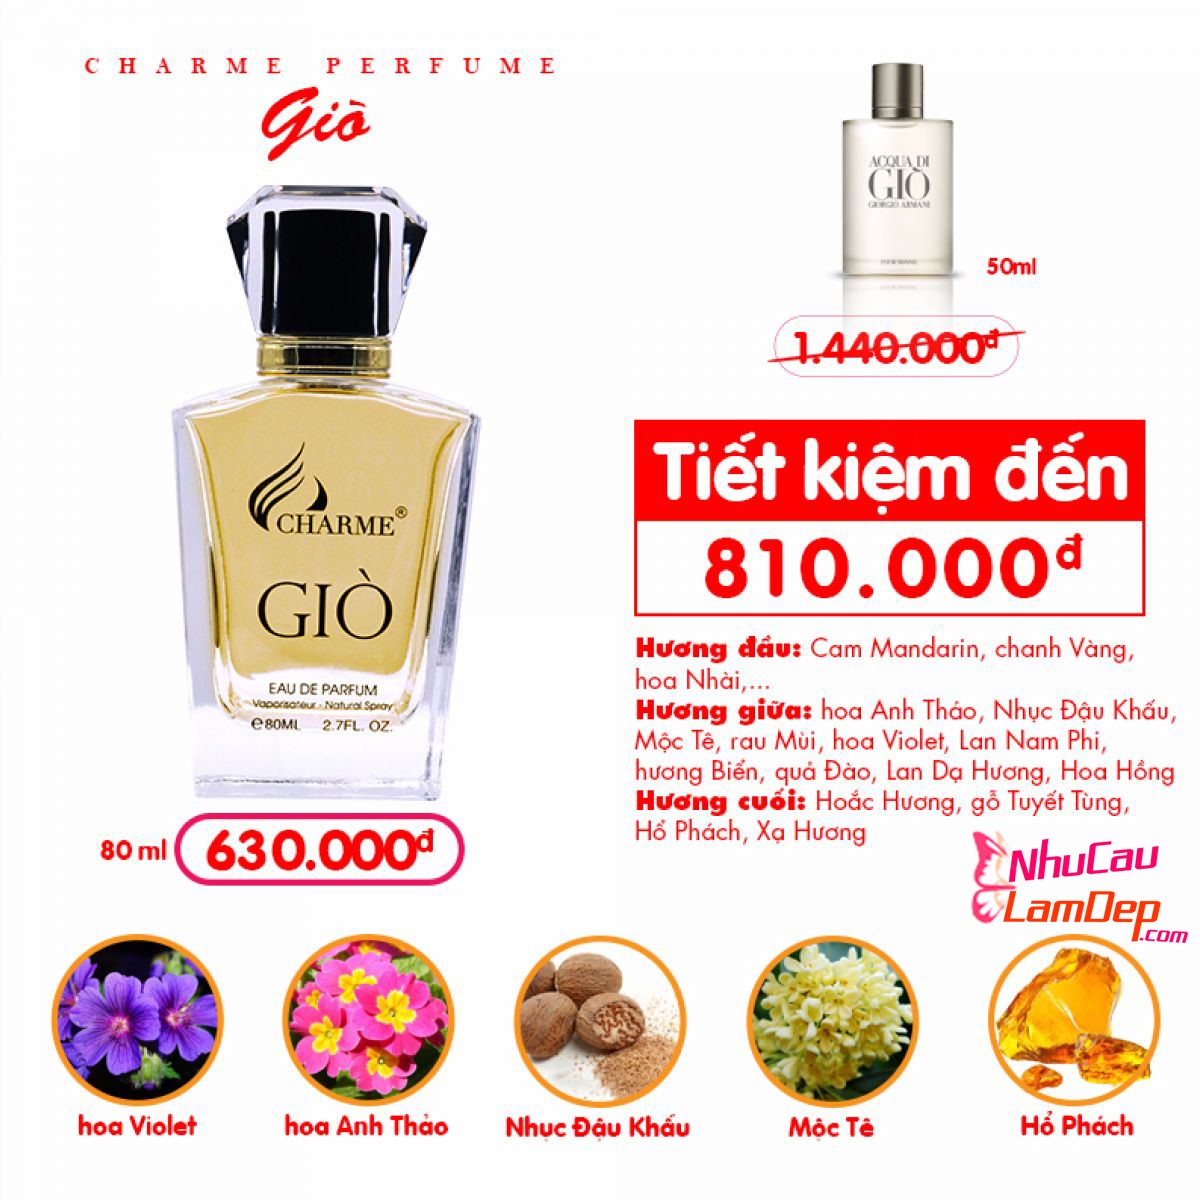 CHARME PERFUME
Giò
ACQUA DI
GIÒ
GIORGIO ARMANI
POUR HOMME
50ml
1.440.000đ
CHARME®
GIÒ
EAU DE PARFUM
Vaporisateur - Natural Spray
℮80ML 2.7FL. OZ.
80 ml 630.000đ
Tiết kiệm đến
810.000đ
Hương đầu: Cam Mandarin, chanh Vàng,
hoa Nhài,...
Hương giữa: hoa Anh Thảo, Nhục Đậu Khấu,
Mộc Tê, rau Mùi, hoa Violet, Lan Nam Phi,
hương Biển, quả Đào, Lan Dạ Hương, Hoa Hồng
Hương cuối: Hoắc Hương, gỗ Tuyết Tùng,
Hổ Phách, Xạ Hương
NhuCau
LamDep
.com
hoa Violet
hoa Anh Thảo
Nhục Đậu Khấu
Mộc Tê
Hổ Phách